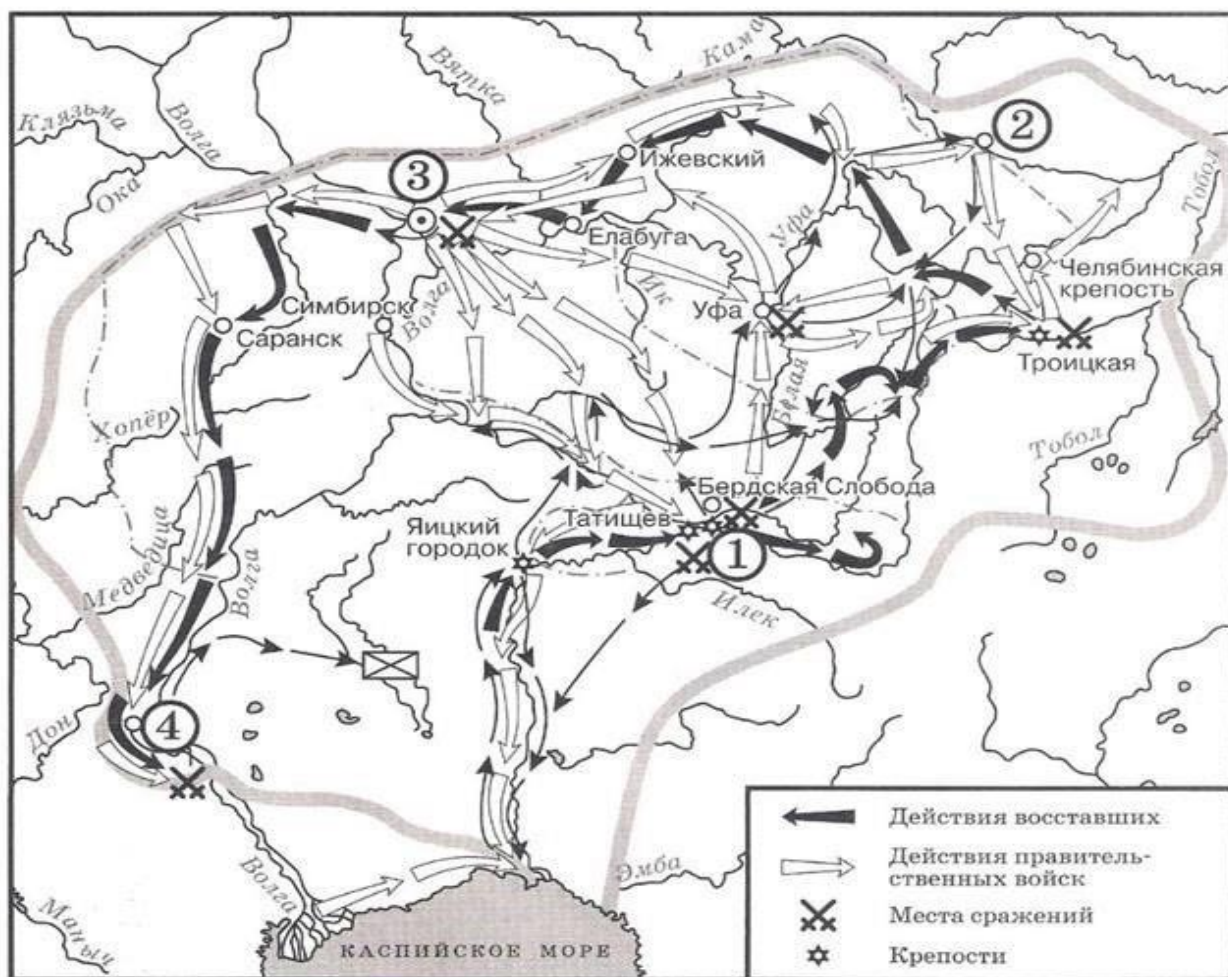 Кама
Вятка
Клязьма
Волга
②
Ижевский
③
Тобол
Ока
Елабуга
Уфа
Челябинская
крепость
Ик
Симбирск
Волга
Уфа
Саранск
Троицкая
Белая
Хопёр
Тобол
Бердская Слобода
Татищев
Яицкий
городок
①
Медведица
Волга
Илек
Дон
④
Действия восставших
Действия правитель-
ственных войск
Эмба
Волга
Места сражений
Маныч
КАСПИЙСКОЕ МОРЕ
Крепости